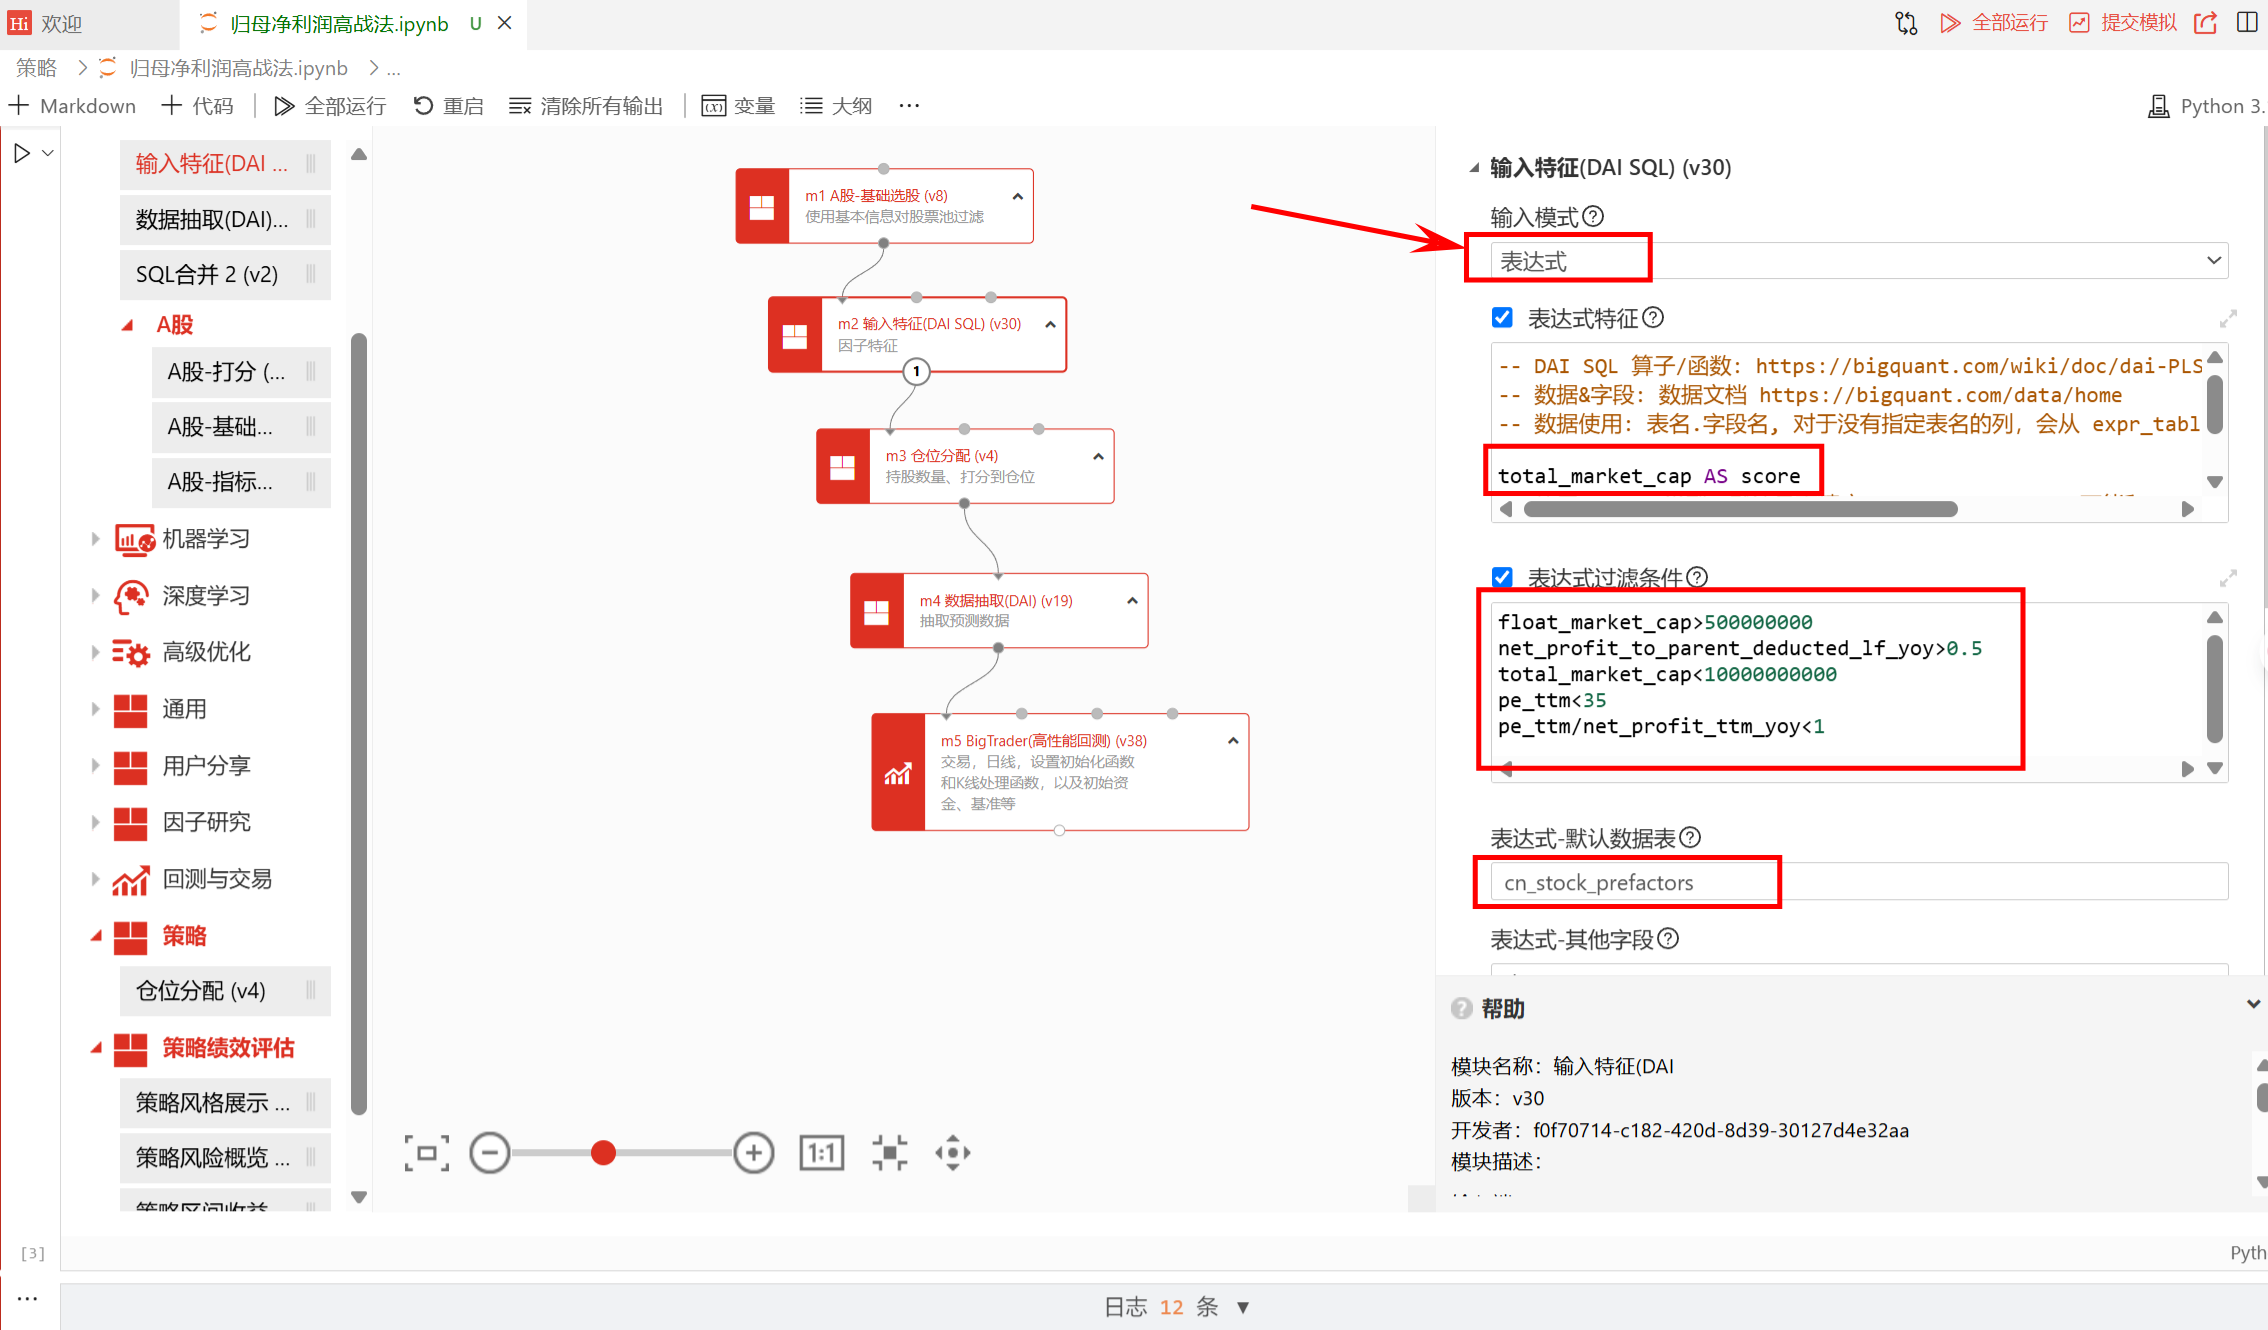 Hi 欢迎
归母净利润高战法.ipynb U
全部运行 提交模拟
策略 > 归母净利润高战法.ipynb > ...
+ Markdown + 代码 全部运行 重启 清除所有输出 变量 大纲 ...
Python 3.
输入特征(DAI ...
数据抽取(DAI)...
SQL合并 2 (v2)
A股
A股-打分 (...
A股-基础...
A股-指标...
机器学习
深度学习
高级优化
通用
用户分享
因子研究
回测与交易
策略
仓位分配 (v4)
策略绩效评估
策略风格展示 ...
策略风险概览 ...
m1 A股-基础选股 (v8)
使用基本信息对股票池过滤
m2 输入特征(DAI SQL) (v30)
因子特征
1
m3 仓位分配 (v4)
持股数量、打分到仓位
m4 数据抽取(DAI) (v19)
抽取预测数据
m5 BigTrader(高性能回测) (v38)
交易，日线，设置初始化函数
和K线处理函数，以及初始资
金、基准等
1:1
输入特征(DAI SQL) (v30)
输入模式
表达式
表达式特征
-- DAI SQL 算子/函数: https://bigquant.com/wiki/doc/dai-PLS
-- 数据&字段: 数据文档 https://bigquant.com/data/home
-- 数据使用: 表名.字段名, 对于没有指定表名的列，会从 expr_tabl
total_market_cap AS score
表达式过滤条件
float_market_cap>500000000
net_profit_to_parent_deducted_lf_yoy>0.5
total_market_cap<10000000000
pe_ttm<35
pe_ttm/net_profit_ttm_yoy<1
表达式-默认数据表
cn_stock_prefactors
表达式-其他字段
帮助
模块名称：输入特征(DAI
版本：v30
开发者：f0f70714-c182-420d-8d39-30127d4e32aa
模块描述：
[3]
Pyth
...
日志 12 条 ▼